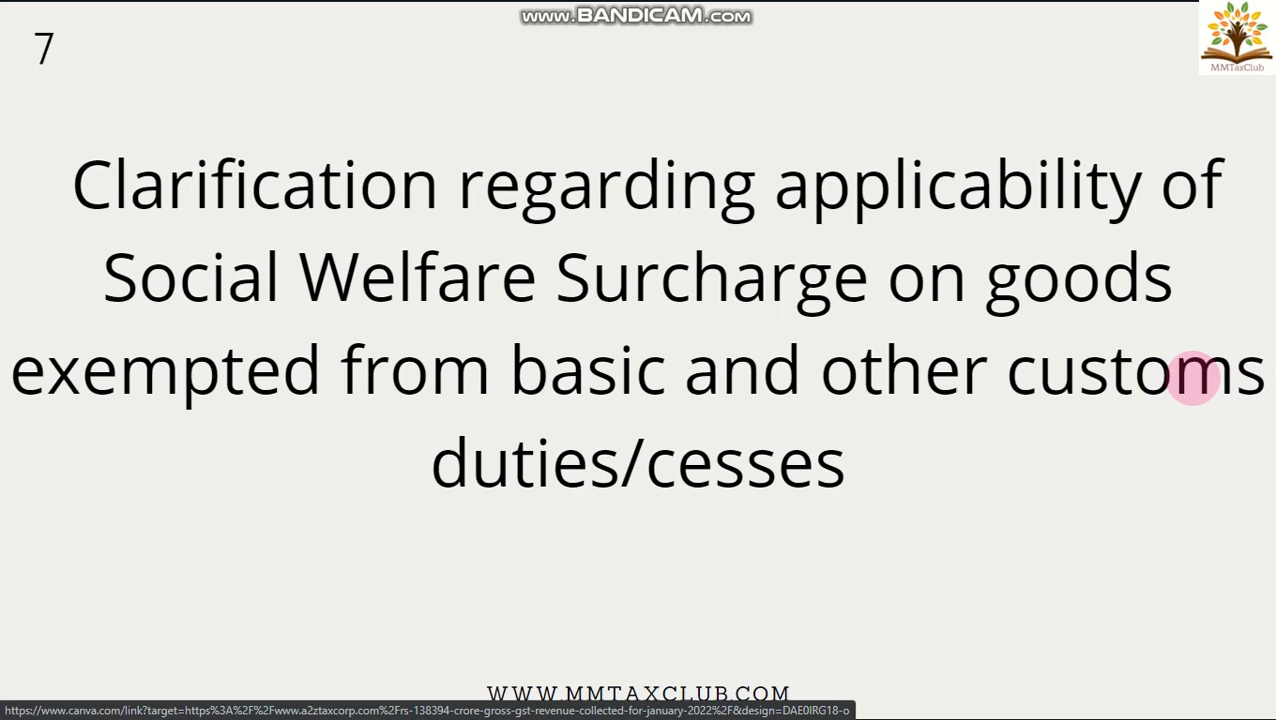 www.BANDICAM.com
7
MMTaxClub
Clarification regarding applicability of
Social Welfare Surcharge on goods
exempted from basic and other customs
duties/cesses
WWW.MMTAXCLUB.COM
https://www.canva.com/link?target=https%3A%2F%2Fwww.a2ztaxcorp.com%2Frs-138394-crore-gross-gst-revenue-collected-for-january-2022%2F&design=DAE0IRG18-o